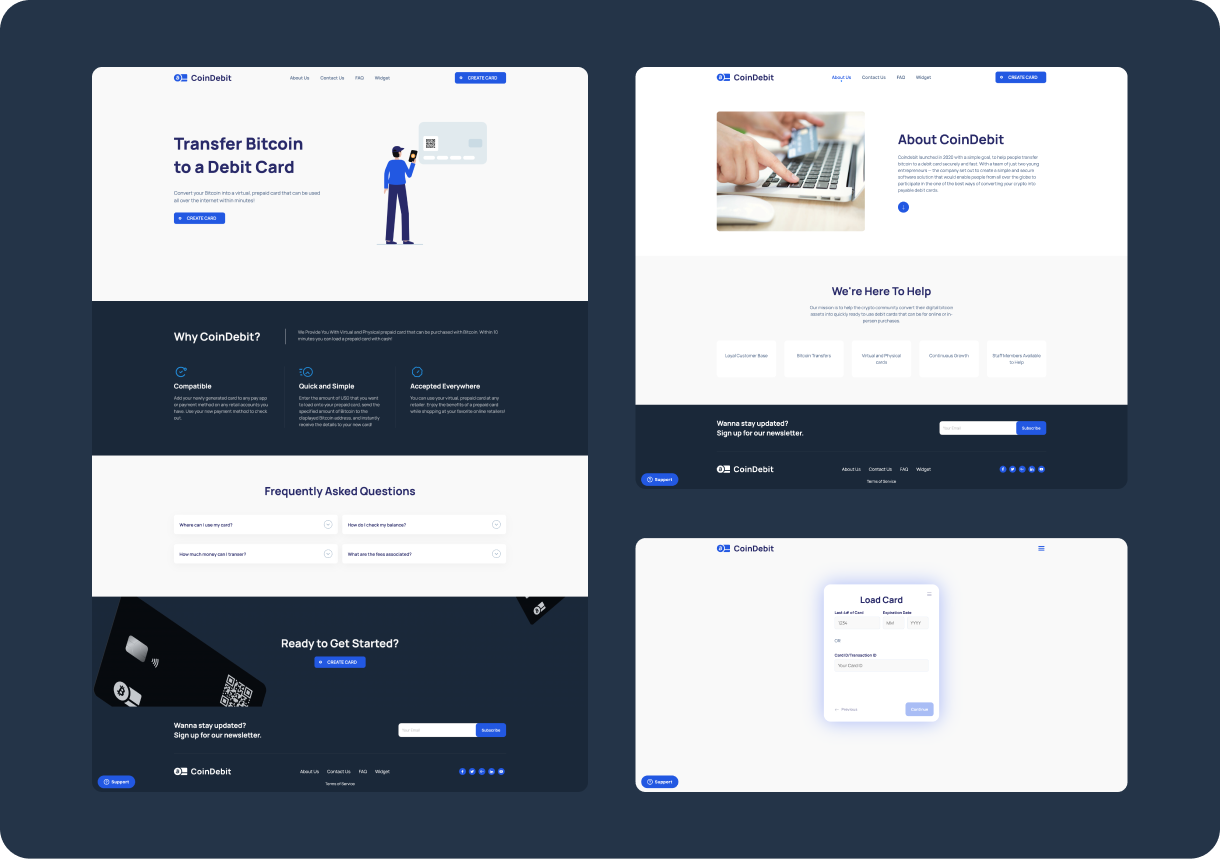 CoinDebit
About Us
Contact Us
FAQ
Widget
CREATE CARD
Transfer Bitcoin
to a Debit Card
Convert your Bitcoin into a virtual, prepaid card that can be used
all over the internet within minutes!
CREATE CARD
Why CoinDebit?
We Provide You With Virtual and Physical prepaid card that can be purchased with Bitcoin. Within 10
minutes you can load a prepaid card with cash!
Compatible
Add your newly generated card to any pay app
or payment method on any retail accounts you
have. Use your new payment method to check
out.
Quick and Simple
Enter the amount of USD that you want
to load onto your prepaid card, send the
specified amount of Bitcoin to the
displayed Bitcoin address, and instantly
receive the details to your new card!
Accepted Everywhere
You can use your virtual, prepaid card at any
retailer. Enjoy the benefits of a prepaid card
while shopping at your favorite online retailers!
Frequently Asked Questions
Where can I use my card?
How do I check my balance?
How much money can I transer?
What are the fees associated?
Ready to Get Started?
CREATE CARD
Wanna stay updated?
Sign up for our newsletter.
Your Email
Subscribe
CoinDebit
About Us
Contact Us
FAQ
Widget
Terms of Service
Support
CoinDebit
About Us
Contact Us
FAQ
Widget
CREATE CARD
About CoinDebit
Coindebit launched in 2020 with a simple goal, to help people transfer
bitcoin to a debit card securely and fast. With a team of just two young
entrepreneurs — the company set out to create a simple and secure
software solution that would enable people from all over the globe to
participate in the one of the best ways of converting your crypto into
payable debit cards.
We're Here To Help
Our mission is to help the crypto community convert their digital bitcoin
assets into quickly ready to use debit cards that can be for online or in-
person purchases.
Loyal Customer Base
Bitcoin Transfers
Virtual and Physical
cards
Continuous Growth
Staff Members Available
to Help
Wanna stay updated?
Sign up for our newsletter.
Your Email
Subscribe
CoinDebit
About Us
Contact Us
FAQ
Widget
Terms of Service
Support
CoinDebit
Load Card
Last 4# of Card
Expiration Date
1234
MM
YYYY
OR
Card ID/Transaction ID
Your Card ID
Previous
Continue
Support